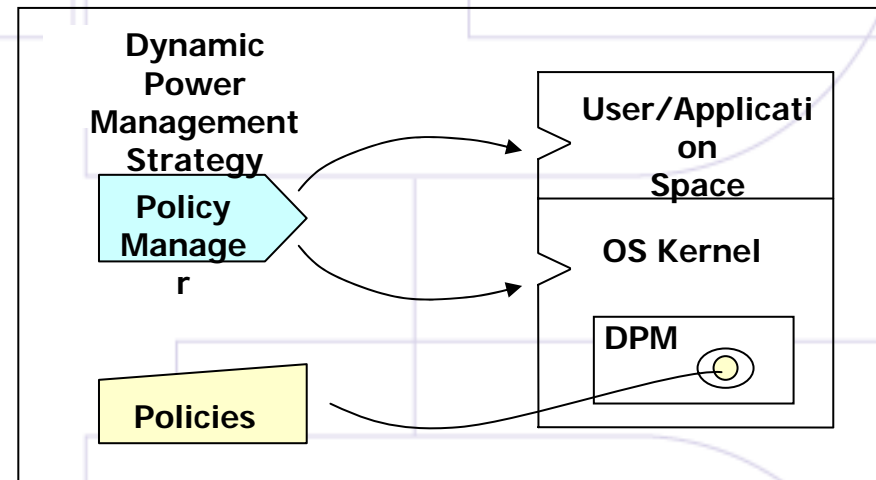 Dynamic
Power
Management
Strategy
Policy
Manage
r
Policies
User/Applicati
on
Space
OS Kernel
DPM